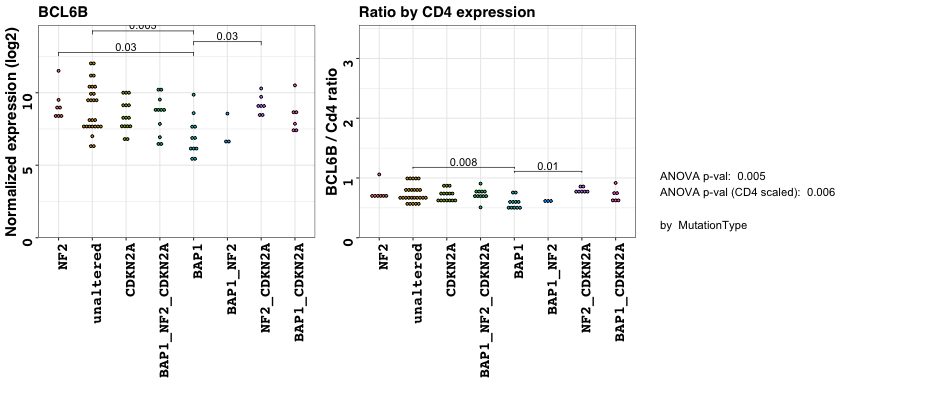 BCL6B
Normalized expression (log2)
0
5
10
0.03
0.005
0.03
NF2
unaltered
CDKN2A
BAP1_NF2_CDKN2A
BAP1
BAP1_NF2
NF2_CDKN2A
BAP1_CDKN2A
Ratio by CD4 expression
BCL6B / Cd4 ratio
0
1
2
3
0.008
0.01
NF2
unaltered
CDKN2A
BAP1_NF2_CDKN2A
BAP1
BAP1_NF2
NF2_CDKN2A
BAP1_CDKN2A
ANOVA p-val: 0.005
ANOVA p-val (CD4 scaled): 0.006
by MutationType